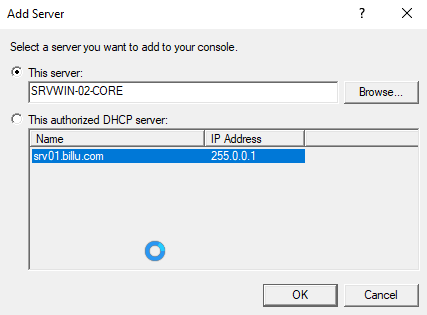 Add Server
?
Select a server you want to add to your console.
This server:
SRVWIN-02-CORE
Browse...
This authorized DHCP server:
Name IP Address
srv01.billu.com 255.0.0.1
OK Cancel